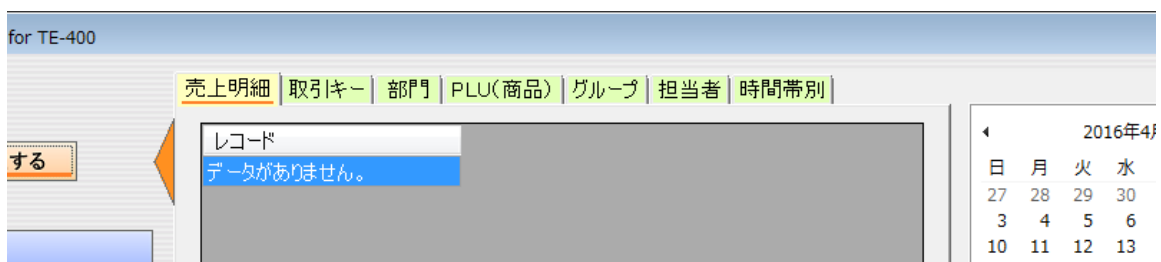 for TE-400
売上明細 取引キー 部門 PLU(商品) グループ 担当者 時間帯別
レコード
データがありません。
する
2016年4月
日 月 火 水
27 28 29 30
3 4 5 6
10 11 12 13